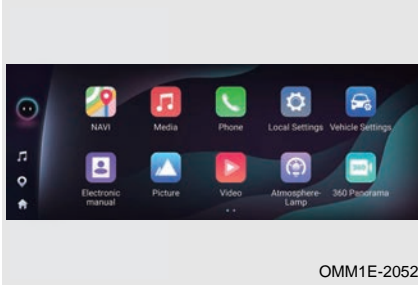 NAVI
Media
Phone
Local Settings
Vehicle Settings
Electronic
manual
Picture
Video
Atmosphere-
Lamp
360 Panorama
OMM1E-2052